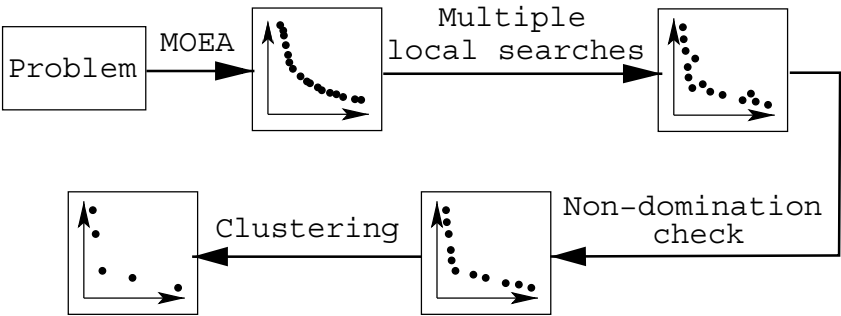 Problem
MOEA
Multiple
local searches
Non-domination
check
Clustering